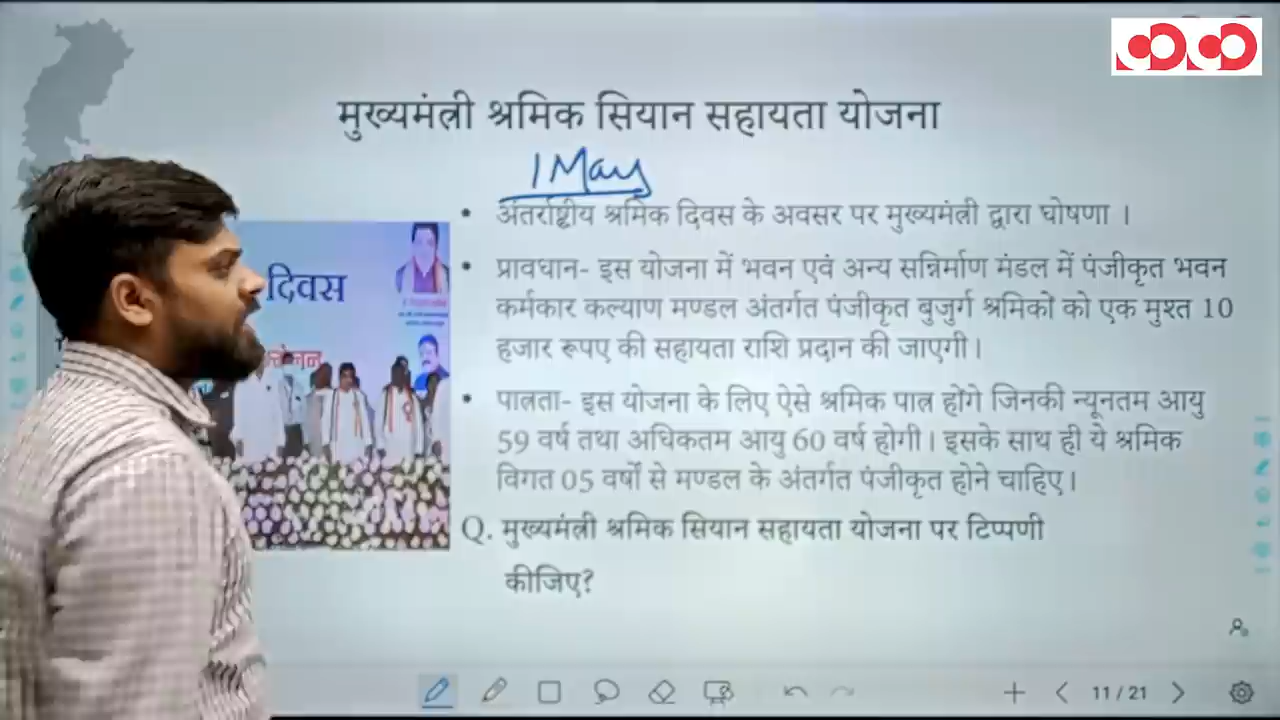 मुख्यमंत्री श्रमिक सियान सहायता योजना
1 May
• अंतर्राष्ट्रीय श्रमिक दिवस के अवसर पर मुख्यमंत्री द्वारा घोषणा ।
• प्रावधान- इस योजना में भवन एवं अन्य सन्निर्माण मंडल में पंजीकृत भवन
कर्मकार कल्याण मण्डल अंतर्गत पंजीकृत बुजुर्ग श्रमिकों को एक मुश्त 10
हजार रूपए की सहायता राशि प्रदान की जाएगी।
• पात्रता- इस योजना के लिए ऐसे श्रमिक पात्र होंगे जिनकी न्यूनतम आयु
59 वर्ष तथा अधिकतम आयु 60 वर्ष होगी। इसके साथ ही ये श्रमिक
विगत 05 वर्षों से मण्डल के अंतर्गत पंजीकृत होने चाहिए।
Q. मुख्यमंत्री श्रमिक सियान सहायता योजना पर टिप्पणी
कीजिए?
दिवस
11 / 21